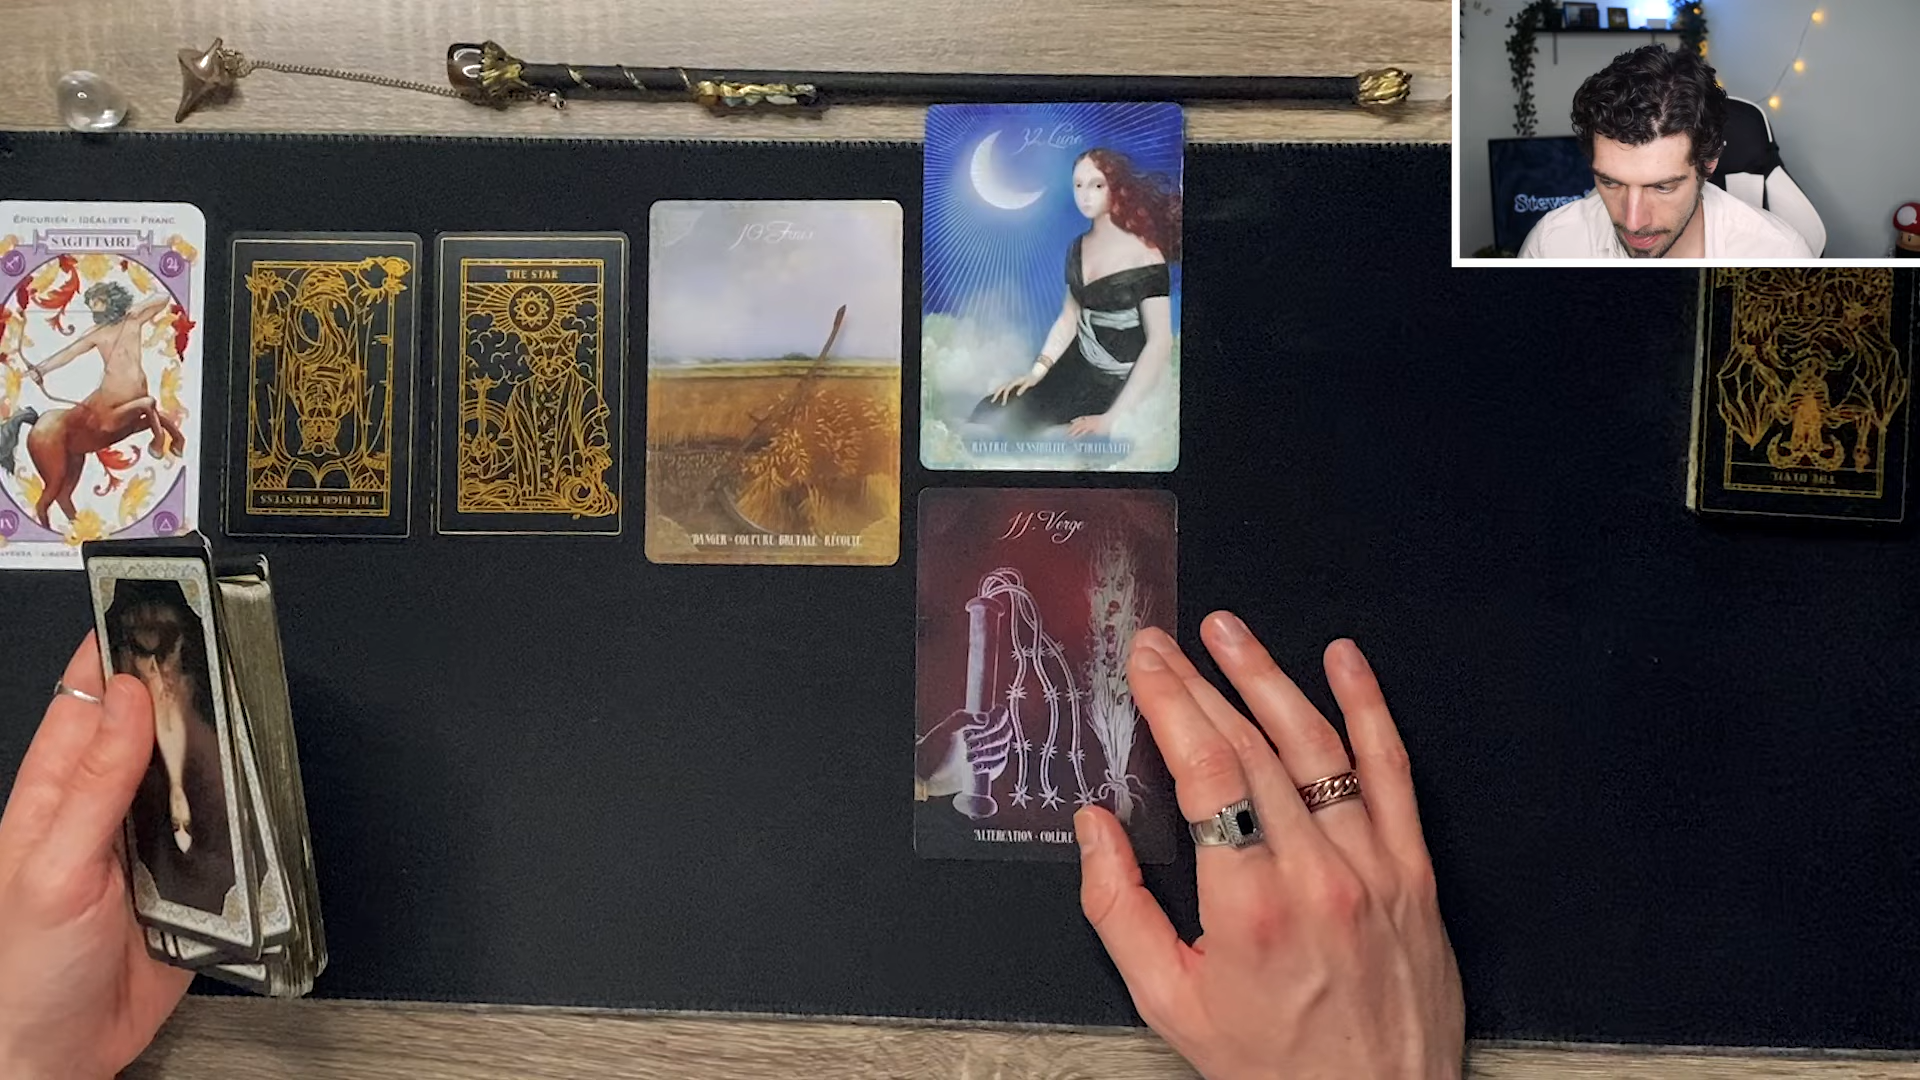 ÉPICURIEN - IDÉALISTE - FRANC
SAGITTAIRE
THE HIGH PRIESTESS
THE STAR
10 Faux
DANGER · COUPURE BRUTALE · RÉCOLTE
32. Lune
RÊVERIE · SENSIBILITÉ · SPIRITUALITÉ
11. Verge
ALTERCATION · COLÈRE
THE DEVIL